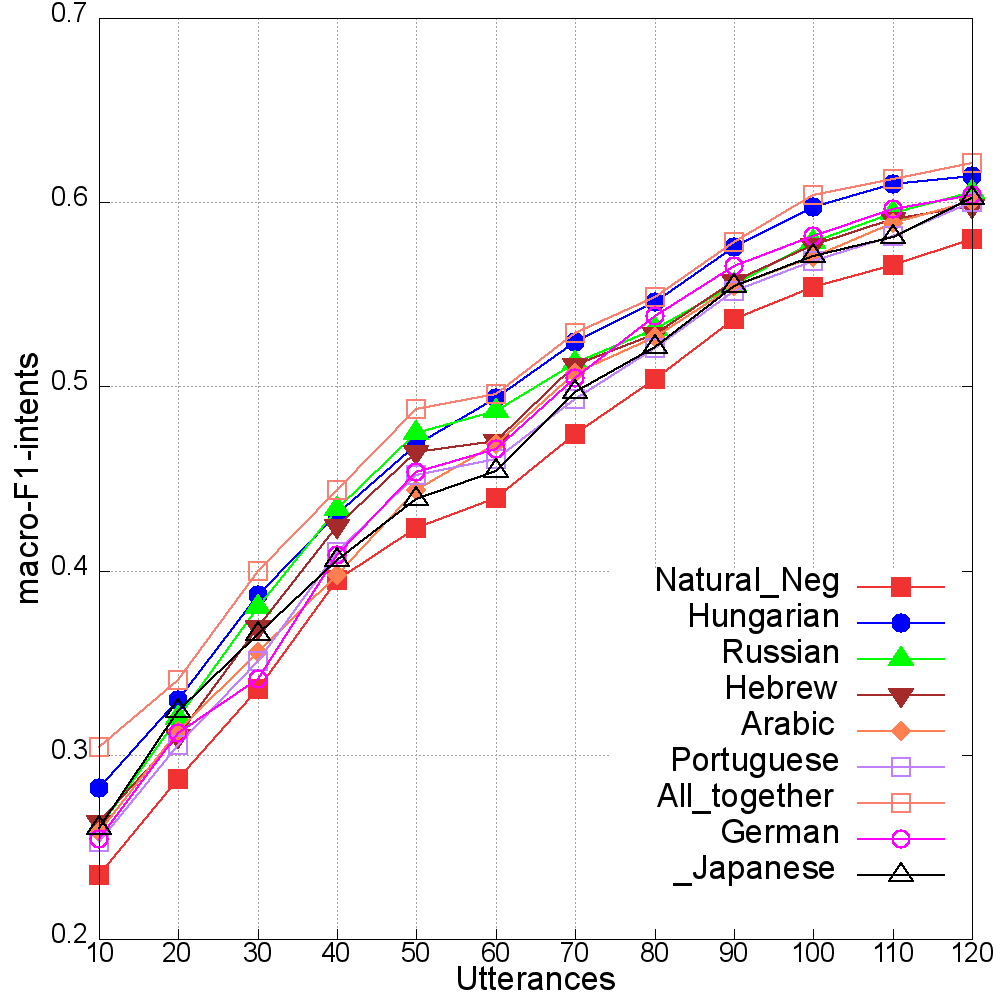 0.7
0.6
0.5
0.4
0.3
0.2
macro-F1-intents
Natural_Neg
Hungarian
Russian
Hebrew
Arabic
Portuguese
All_together
German
_Japanese
10 20 30 40 50 60 70 80 90 100 110 120
Utterances